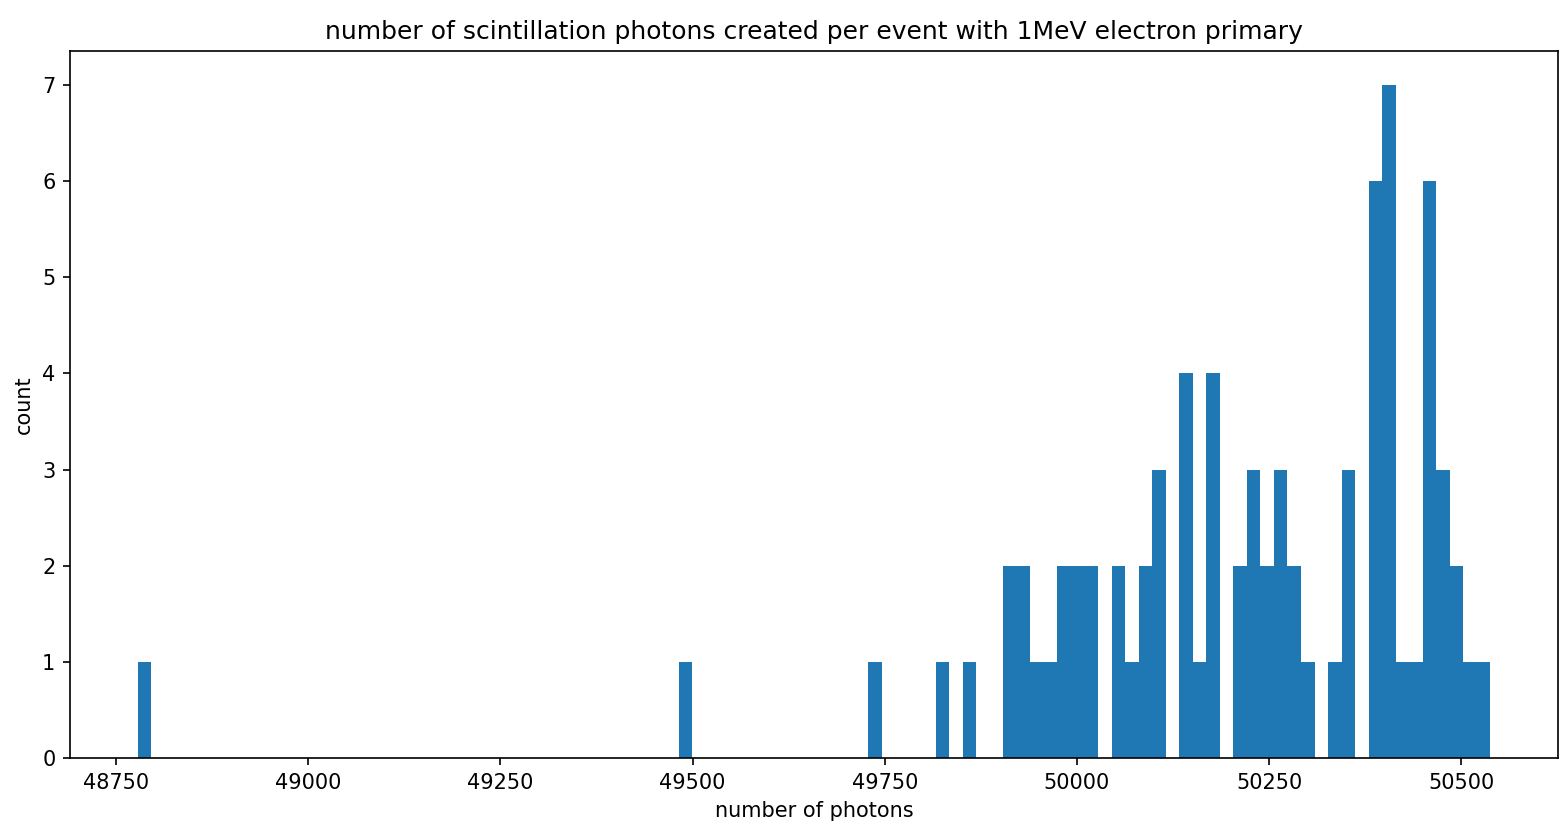 number of scintillation photons created per event with 1MeV electron primary
7
6
5
4
3
2
1
0
count
48750 49000 49250 49500 49750 50000 50250 50500
number of photons